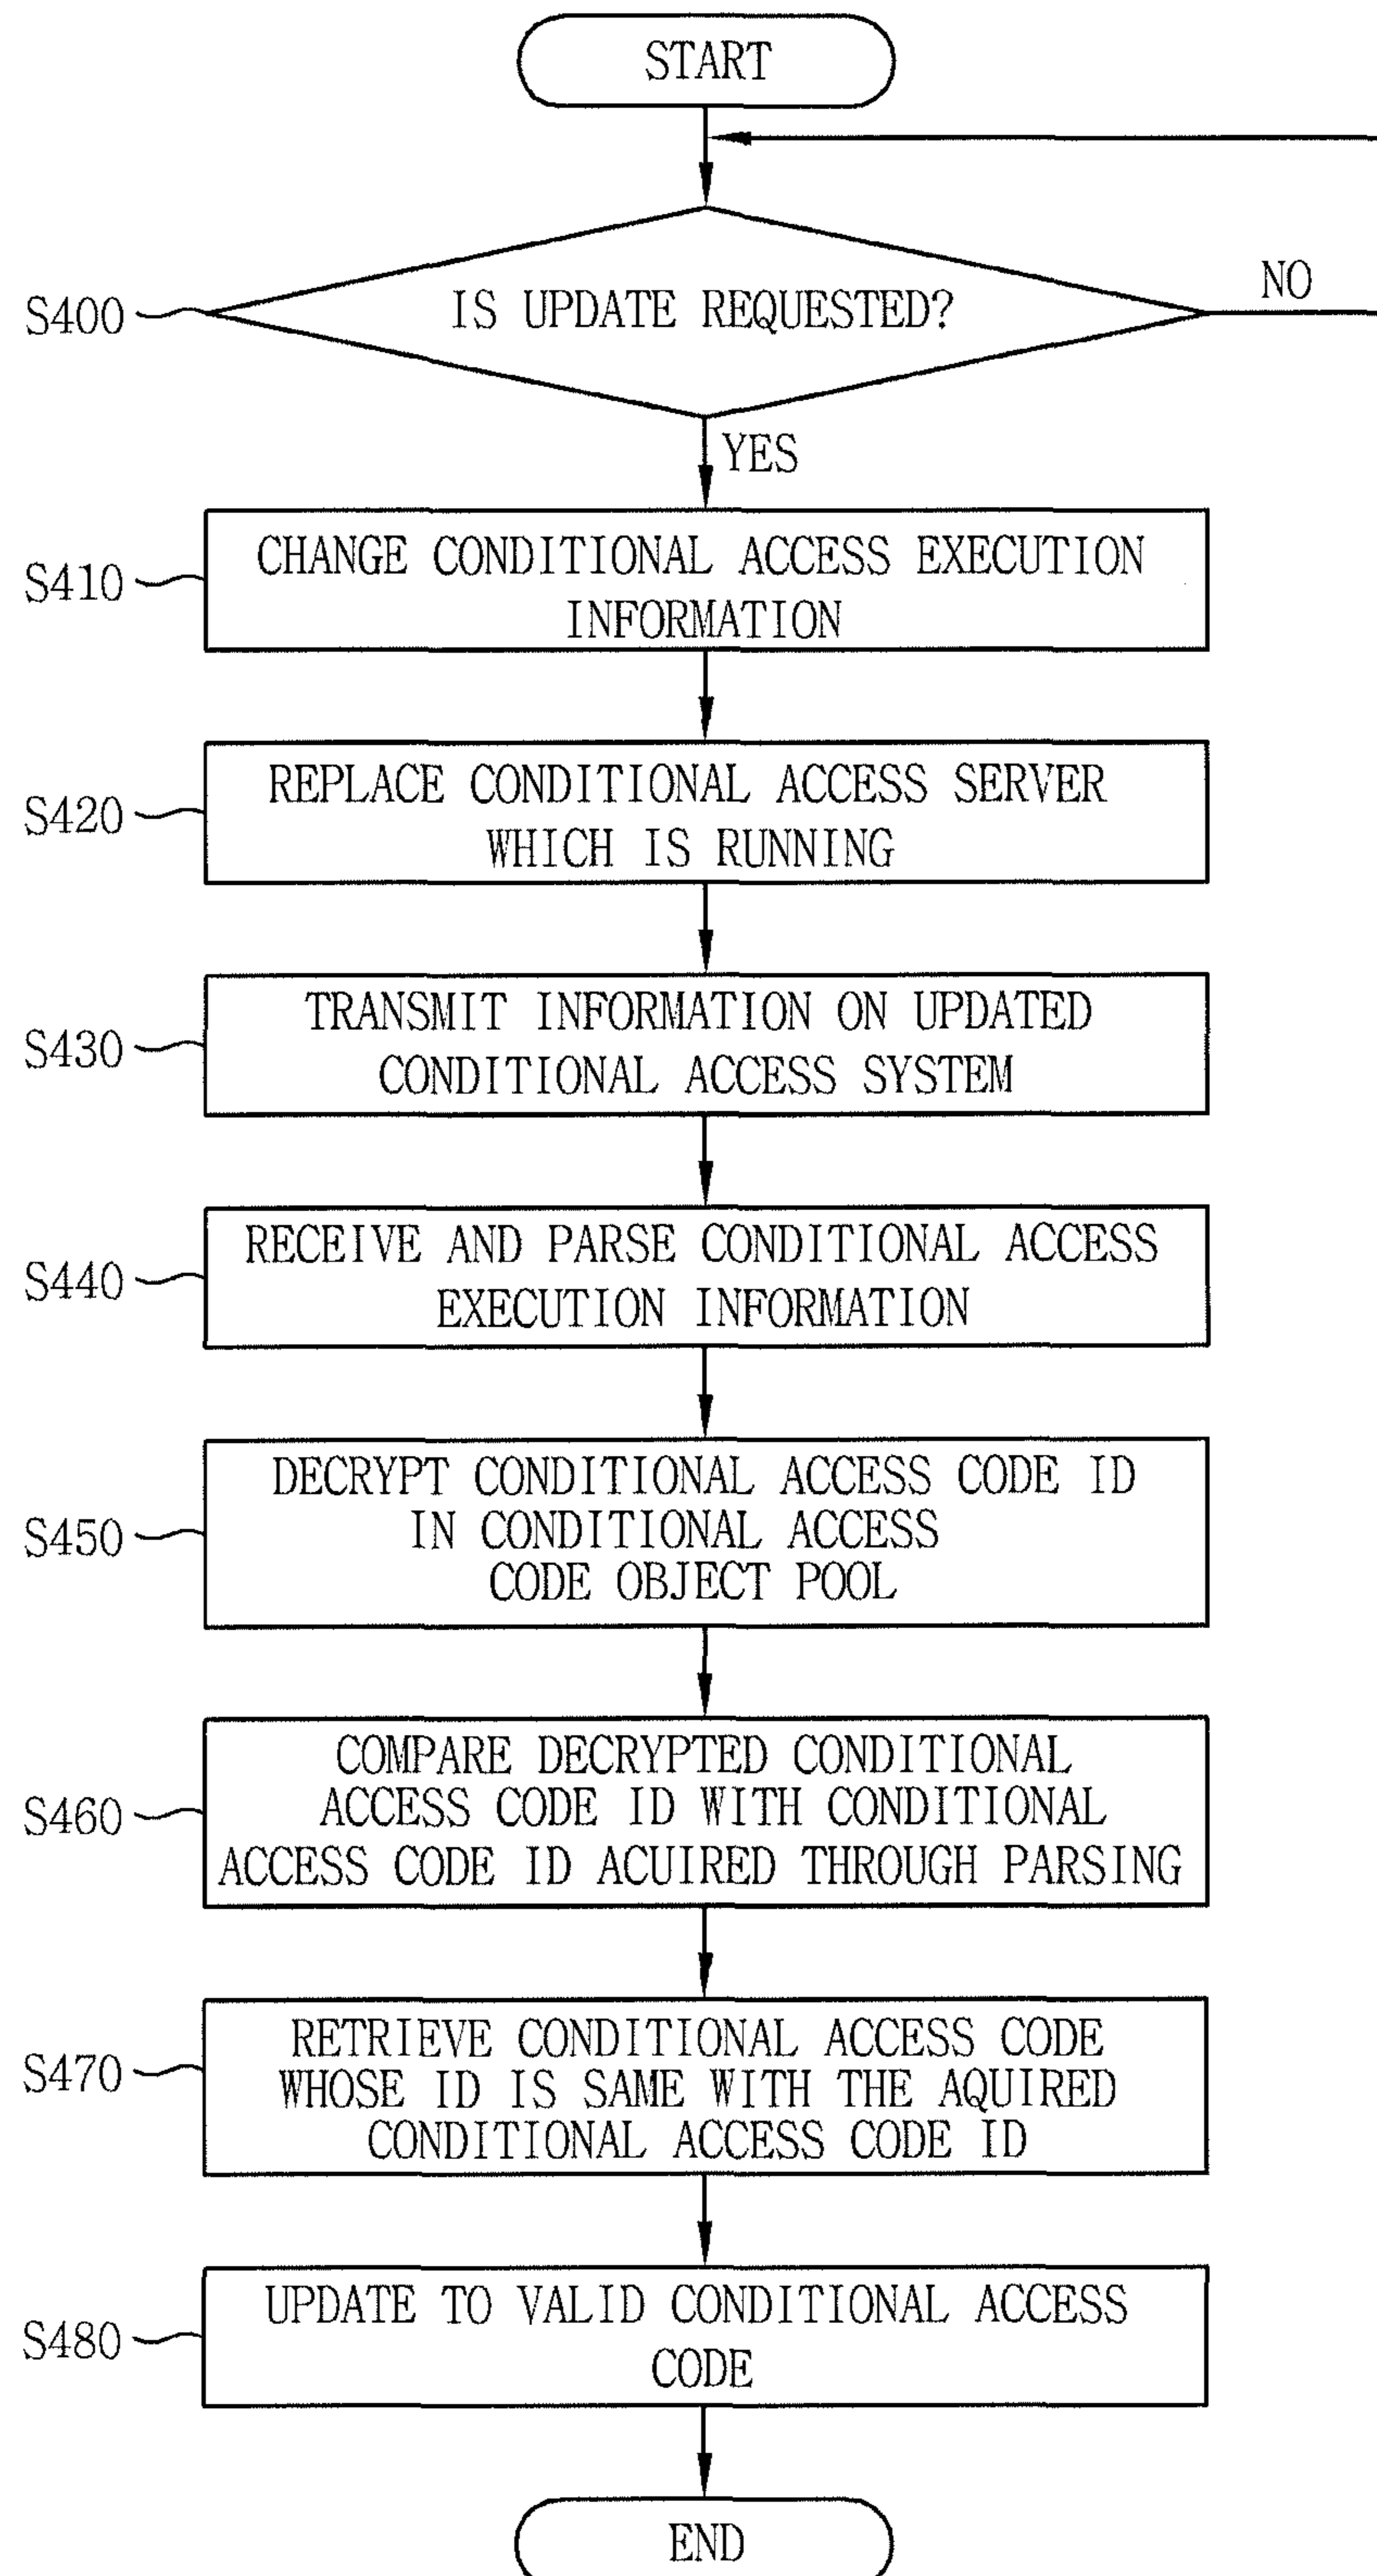 START
S400
IS UPDATE REQUESTED?
NO
YES
S410
CHANGE CONDITIONAL ACCESS EXECUTION
INFORMATION
S420
REPLACE CONDITIONAL ACCESS SERVER
WHICH IS RUNNING
S430
TRANSMIT INFORMATION ON UPDATED
CONDITIONAL ACCESS SYSTEM
S440
RECEIVE AND PARSE CONDITIONAL ACCESS
EXECUTION INFORMATION
S450
DECRYPT CONDITIONAL ACCESS CODE ID
IN CONDITIONAL ACCESS
CODE OBJECT POOL
S460
COMPARE DECRYPTED CONDITIONAL
ACCESS CODE ID WITH CONDITIONAL
ACCESS CODE ID ACUIRED THROUGH PARSING
S470
RETRIEVE CONDITIONAL ACCESS CODE
WHOSE ID IS SAME WITH THE AQUIRED
CONDITIONAL ACCESS CODE ID
S480
UPDATE TO VALID CONDITIONAL ACCESS
CODE
END